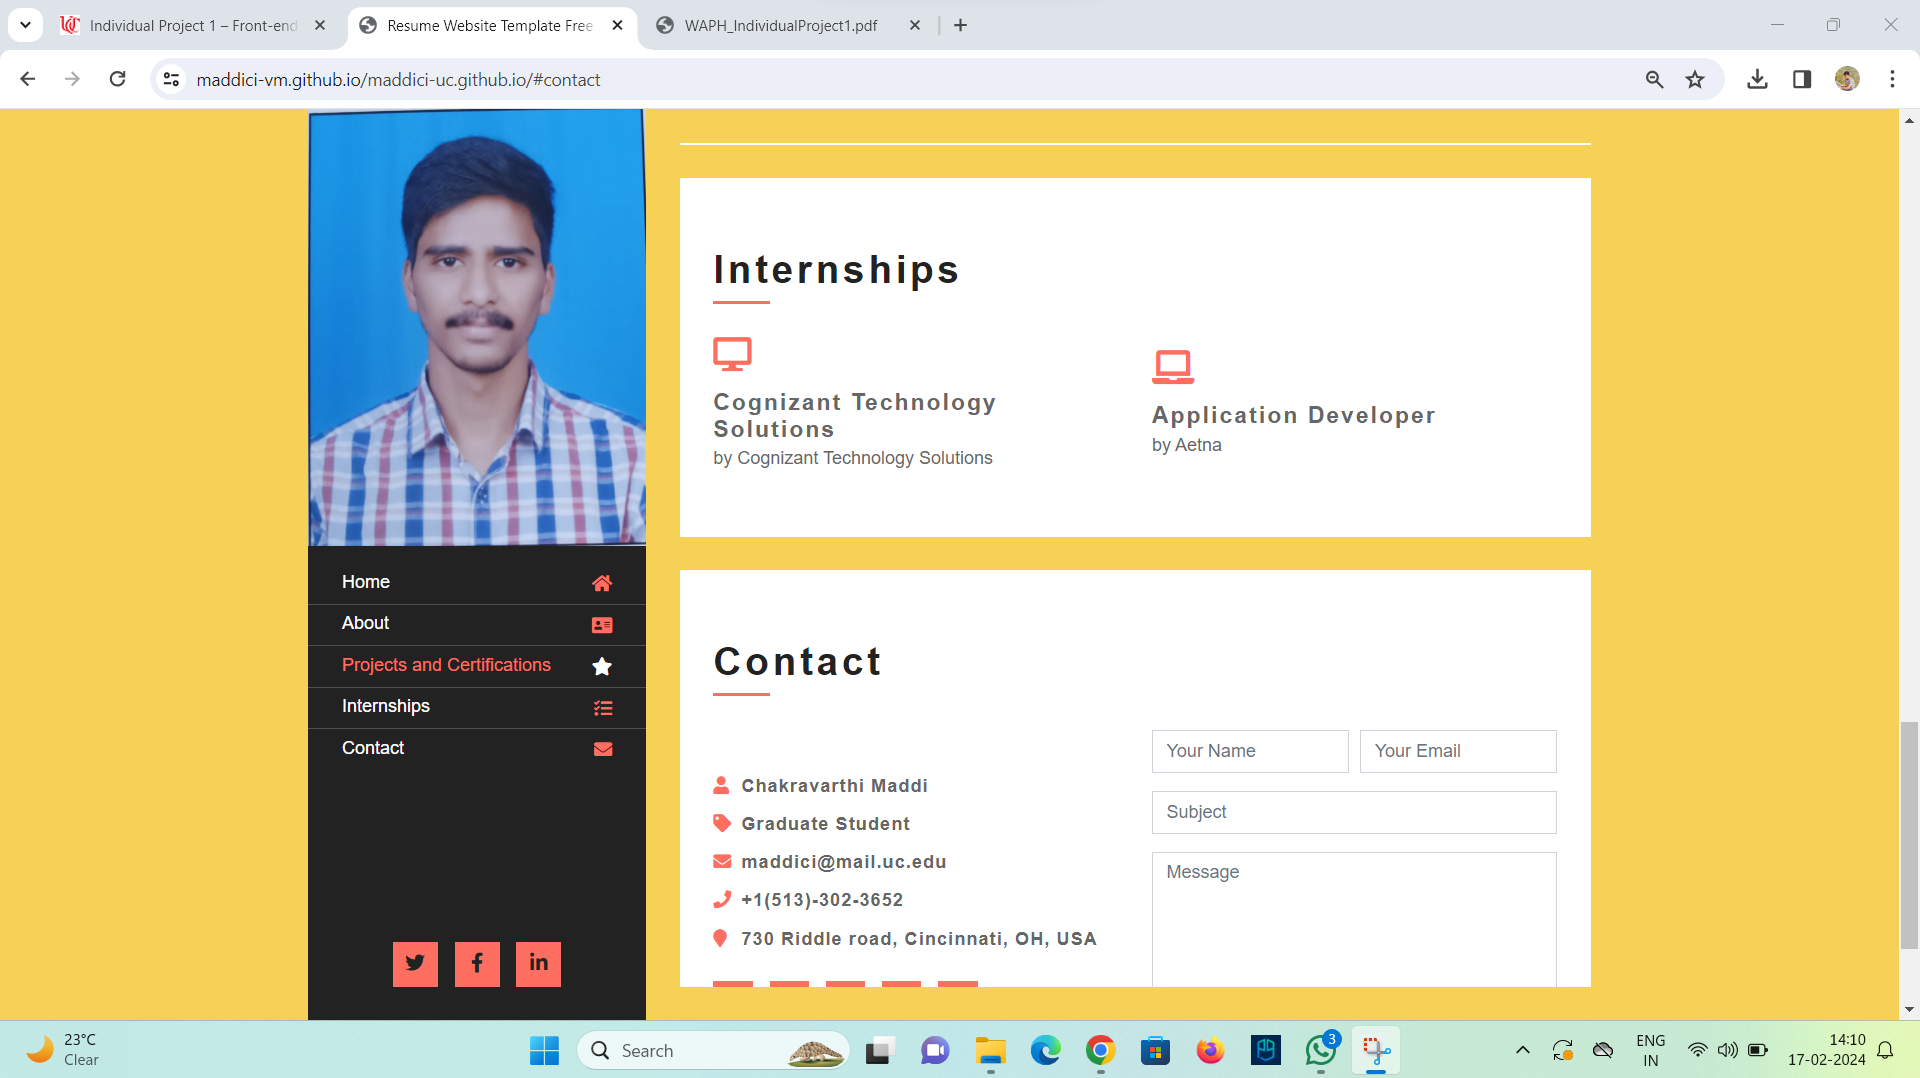 Individual Project 1 – Front-end
Resume Website Template Free
WAPH_IndividualProject1.pdf
maddici-vm.github.io/maddici-uc.github.io/#contact
Internships
Cognizant Technology
Solutions
by Cognizant Technology Solutions
Application Developer
by Aetna
Home
About
Projects and Certifications
Internships
Contact
Contact
Chakravarthi Maddi
Graduate Student
maddici@mail.uc.edu
+1(513)-302-3652
730 Riddle road, Cincinnati, OH, USA
Your Name
Your Email
Subject
Message
23°C
Clear
Search
3
ENG
IN
14:10
17-02-2024